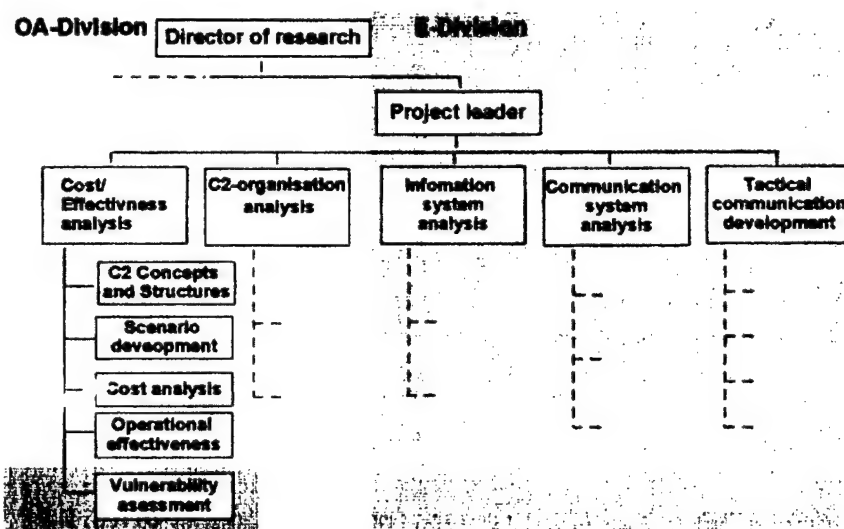 OA-Division
Director of research
E-Division
Project leader
Cost/
Effectivness
analysis
C2-organisation
analysis
Infomation
system
analysis
Communication
system
analysis
Tactical
communication
development
C2 Concepts
and Structures
Scenario
deveopment
Cost analysis
Operational
effectiveness
Vulnerability
asessment